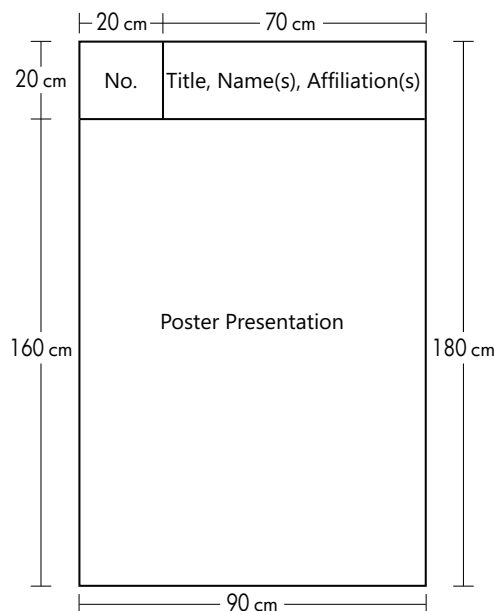 20 cm
70 cm
20 cm
No.
Title, Name(s), Affiliation(s)
Poster Presentation
160 cm
180 cm
90 cm